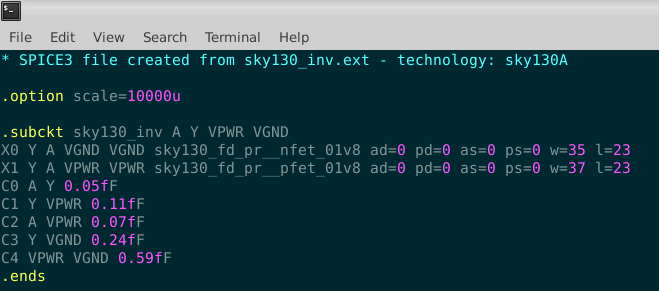 File Edit View Search Terminal Help
* SPICE3 file created from sky130_inv.ext - technology: sky130A
.option scale=10000u
.subckt sky130_inv A Y VPWR VGND
X0 Y A VGND VGND sky130_fd_pr__nfet_01v8 ad=0 pd=0 as=0 ps=0 w=35 l=23
X1 Y A VPWR VPWR sky130_fd_pr__pfet_01v8 ad=0 pd=0 as=0 ps=0 w=37 l=23
C0 A Y 0.05fF
C1 Y VPWR 0.11fF
C2 A VPWR 0.07fF
C3 Y VGND 0.24fF
C4 VPWR VGND 0.59fF
.ends